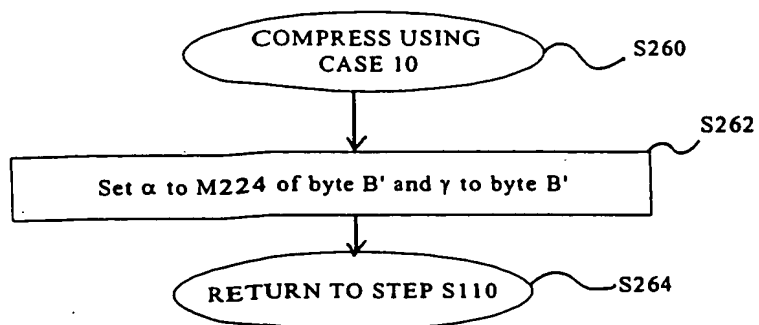 COMPRESS USING
CASE 10
S260
S262
Set α to M224 of byte B' and γ to byte B'
RETURN TO STEP S110
S264